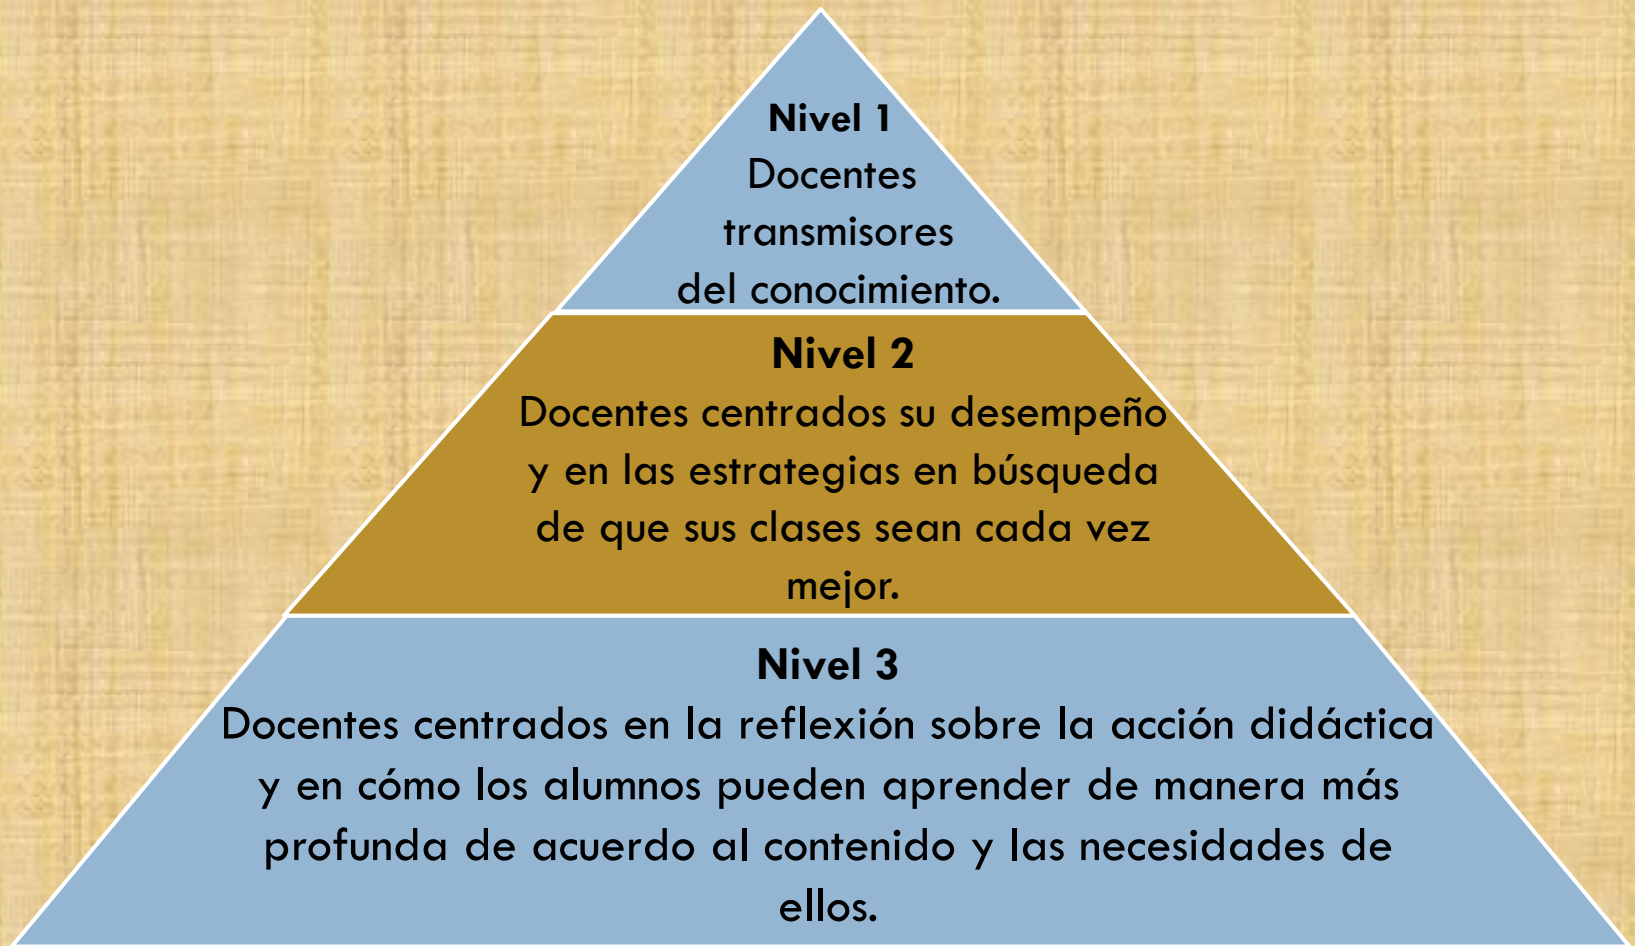 Nivel 1
Docentes
transmisores
del conocimiento.
Nivel 2
Docentes centrados su desempeño
y en las estrategias en búsqueda
de que sus clases sean cada vez
mejor.
Nivel 3
Docentes centrados en la reflexión sobre la acción didáctica
y en cómo los alumnos pueden aprender de manera más
profunda de acuerdo al contenido y las necesidades de
ellos.